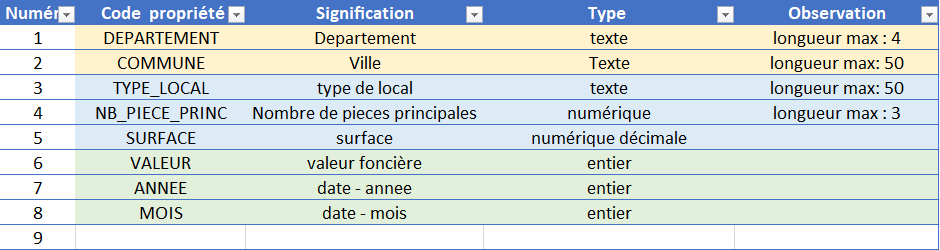 Numér Code propriété Signification Type Observation
1 DEPARTEMENT Departement texte longueur max : 4
2 COMMUNE Ville Texte longueur max: 50
3 TYPE_LOCAL type de local texte longueur max: 50
4 NB_PIECE_PRINC Nombre de pieces principales numérique longueur max : 3
5 SURFACE surface numérique décimale
6 VALEUR valeur foncière entier
7 ANNEE date - annee entier
8 MOIS date - mois entier
9